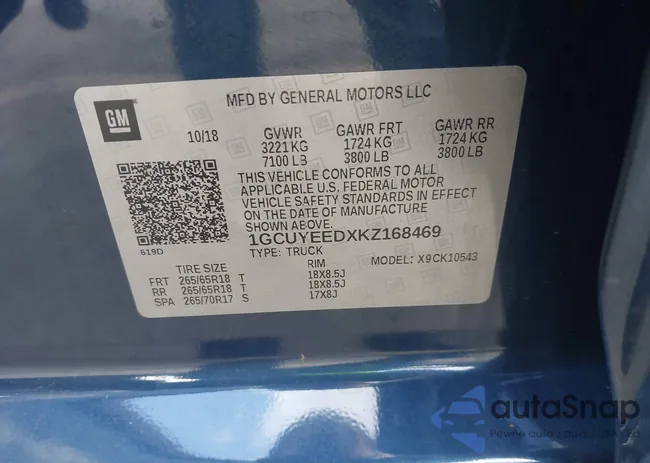 GM
MFD BY GENERAL MOTORS LLC
10/18 GVWR GAWR FRT GAWR RR
3221 KG 1724 KG 1724 KG
7100 LB 3800 LB 3800 LB
THIS VEHICLE CONFORMS TO ALL
APPLICABLE U.S. FEDERAL MOTOR
VEHICLE SAFETY STANDARDS IN EFFECT
ON THE DATE OF MANUFACTURE
SHOWN ABOVE.
1GCUYEEDXKZ168469
619D
TYPE: TRUCK MODEL: X9CK10543
TIRE SIZE RIM
FRT 265/65R18 T 18X8.5J
RR 265/65R18 T 18X8.5J
SPA 265/70R17 S 17X8J
autaSnap
Pewne auta z